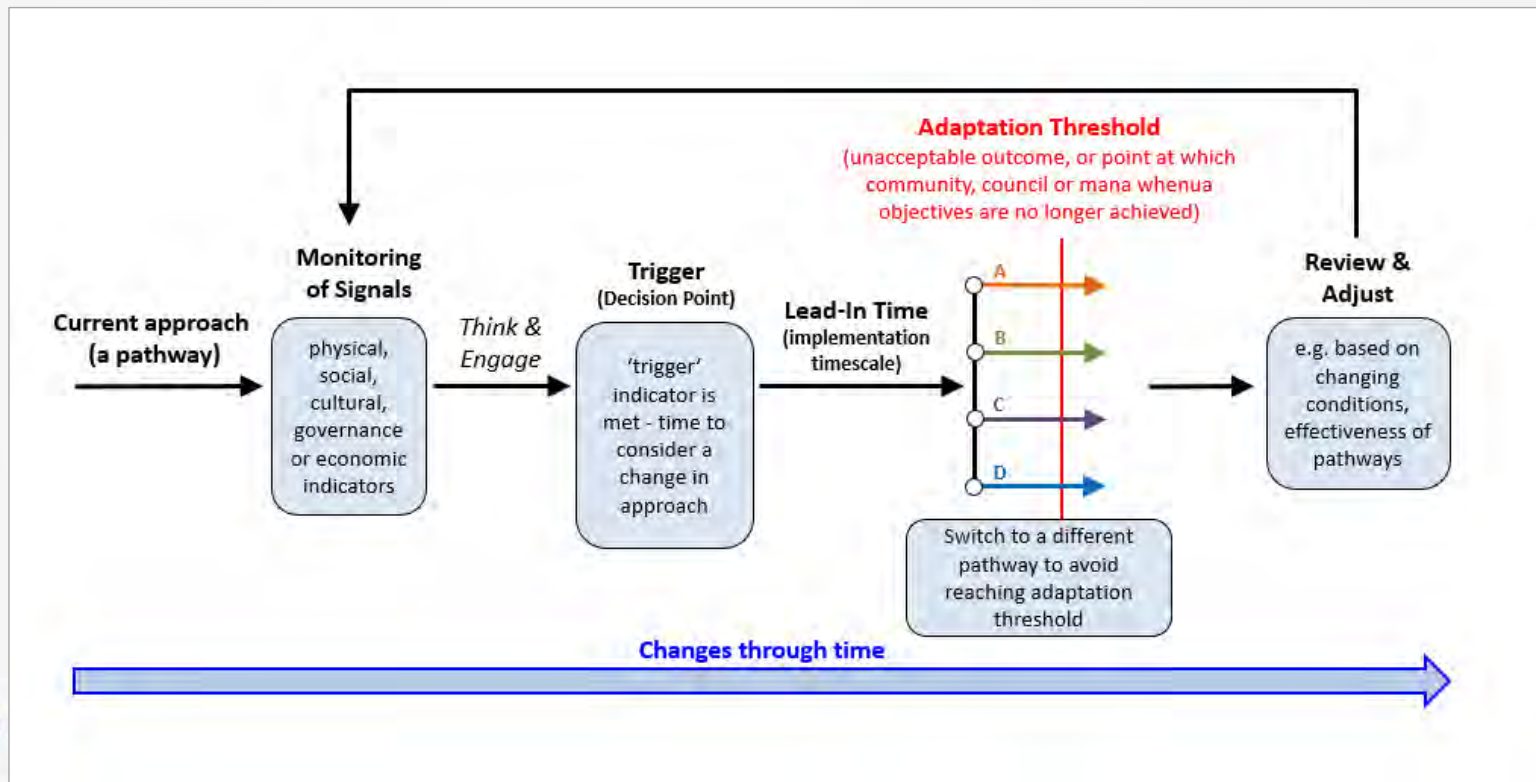 Adaptation Threshold
(unacceptable outcome, or point at which
community, council or mana whenua
objectives are no longer achieved)
Current approach
(a pathway)
Monitoring
of Signals
physical,
social,
cultural,
governance
or economic
indicators
Think &
Engage
Trigger
(Decision Point)
‘trigger’
indicator is
met - time to
consider a
change in
approach
Lead-In Time
(implementation
timescale)
A
B
C
D
Switch to a different
pathway to avoid
reaching adaptation
threshold
Review &
Adjust
e.g. based on
changing
conditions,
effectiveness of
pathways
Changes through time